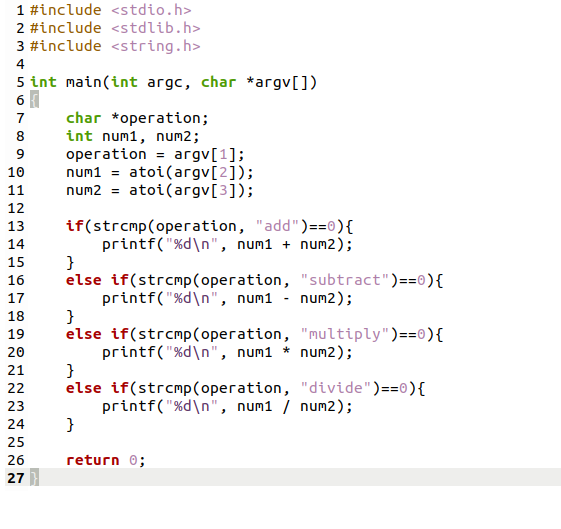 1 #include <stdio.h>
2 #include <stdlib.h>
3 #include <string.h>
4
5 int main(int argc, char *argv[])
6 {
7     char *operation;
8     int num1, num2;
9     operation = argv[1];
10     num1 = atoi(argv[2]);
11     num2 = atoi(argv[3]);
12
13     if(strcmp(operation, "add")==0){
14         printf("%d\n", num1 + num2);
15     }
16     else if(strcmp(operation, "subtract")==0){
17         printf("%d\n", num1 - num2);
18     }
19     else if(strcmp(operation, "multiply")==0){
20         printf("%d\n", num1 * num2);
21     }
22     else if(strcmp(operation, "divide")==0){
23         printf("%d\n", num1 / num2);
24     }
25
26     return 0;
27 }